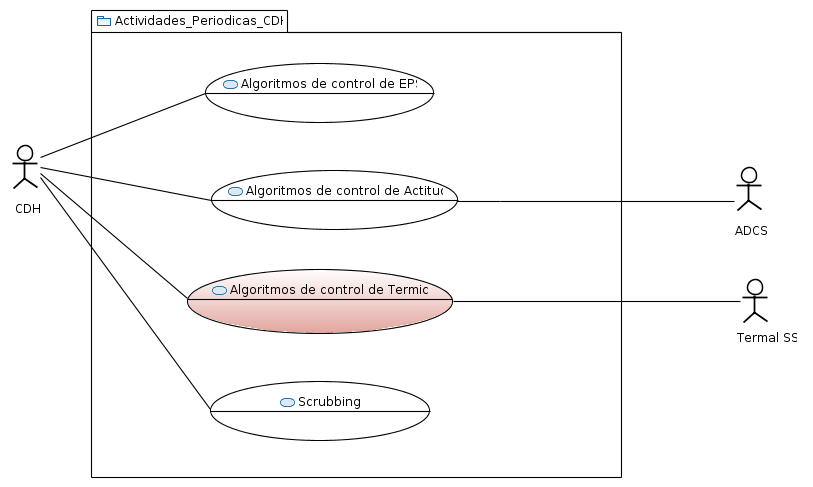 Actividades_Periodicas_CDH
Algoritmos de control de EPS
Algoritmos de control de Actitud
CDH
ADCS
Algoritmos de control de Termic
Termal SS
Scrubbing